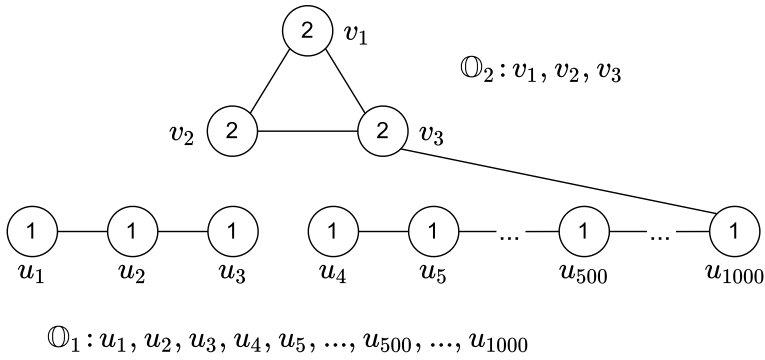 2 v₁
𝕆₂: v₁, v₂, v₃
v₂ 2 2 v₃
1 1 1 1 1 ... 1 ... 1
u₁ u₂ u₃ u₄ u₅ u₅₀₀ u₁₀₀₀
𝕆₁: u₁, u₂, u₃, u₄, u₅, ..., u₅₀₀, ..., u₁₀₀₀